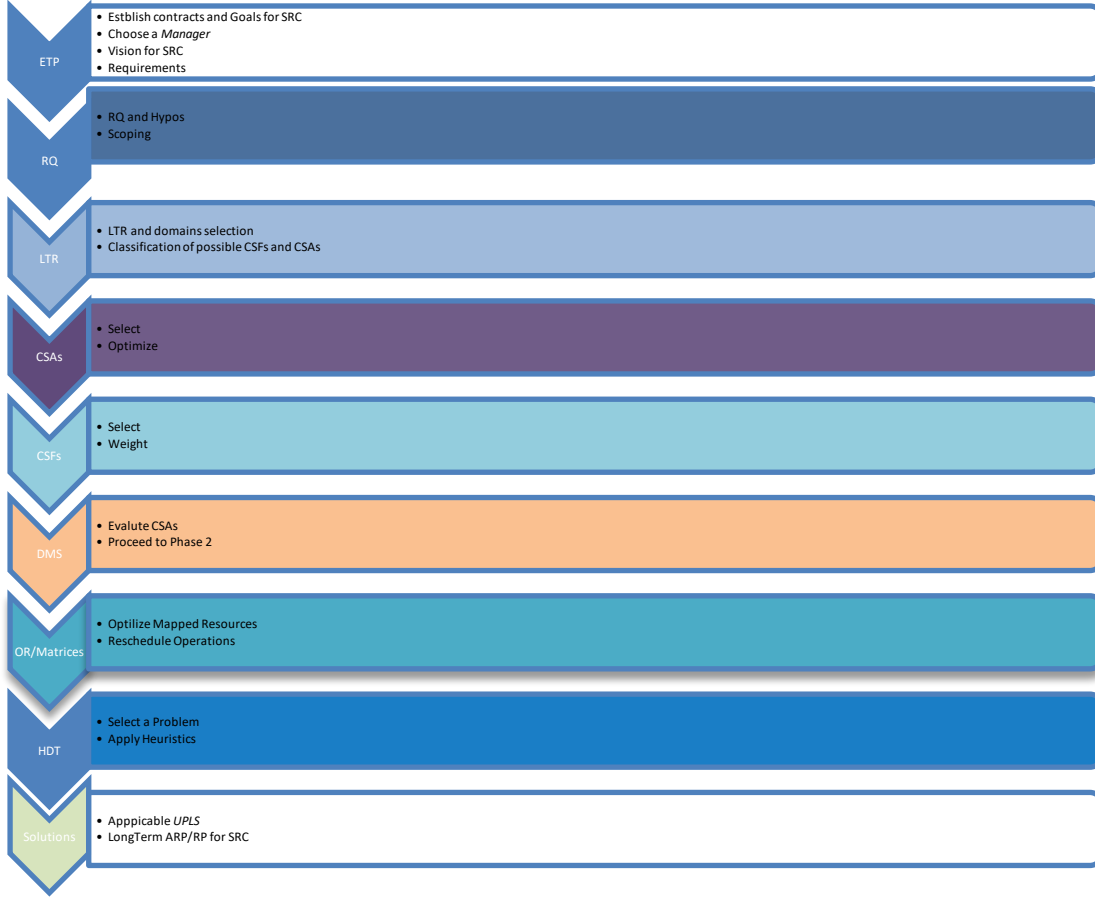 ETP
• Estblish contracts and Goals for SRC
• Choose a Manager
• Vision for SRC
• Requirements
RQ
• RQ and Hypos
• Scoping
LTR
• LTR and domains selection
• Classification of possible CSFs and CSAs
CSAs
• Select
• Optimize
CSFs
• Select
• Weight
DMS
• Evalute CSAs
• Proceed to Phase 2
OR/Matrices
• Optilize Mapped Resources
• Reschedule Operations
HDT
• Select a Problem
• Apply Heuristics
Solutions
• Apppicable UPLS
• LongTerm ARP/RP for SRC